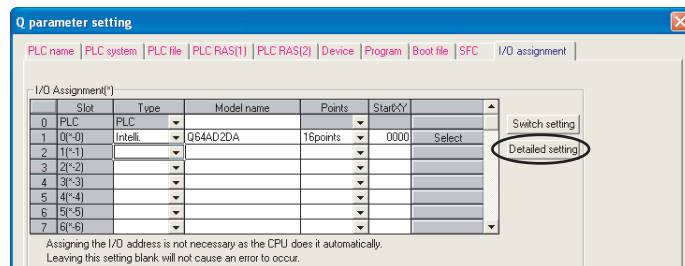 Q parameter setting
PLC name PLC system PLC file PLC RAS(1) PLC RAS(2) Device Program Boot file SFC I/O assignment
I/O Assignment(*)
Slot Type Model name Points StartXY
0 PLC PLC
1 0(*-0) Intelli. Q64AD2DA 16points 0000 Select
2 1(*-1)
3 2(*-2)
4 3(*-3)
5 4(*-4)
6 5(*-5)
7 6(*-6)
Switch setting
Detailed setting
Assigning the I/O address is not necessary as the CPU does it automatically.
Leaving this setting blank will not cause an error to occur.